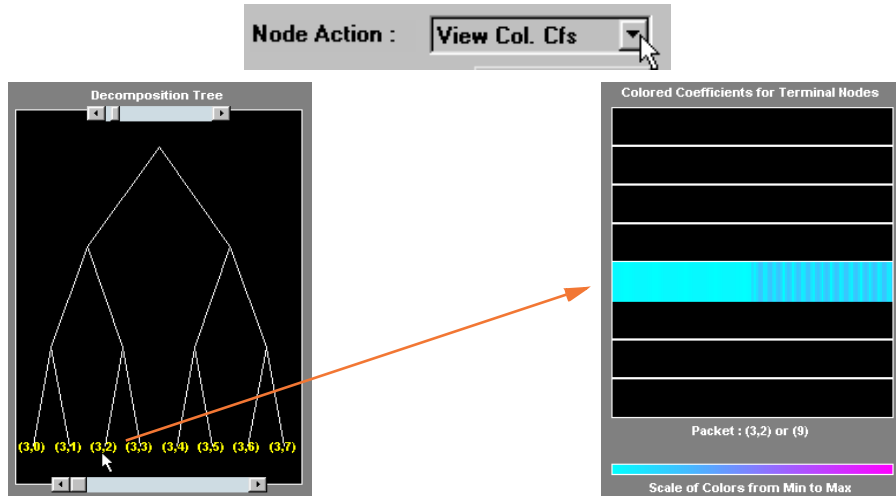 Node Action : View Col. Cfs
Decomposition Tree
(3,0) (3,1) (3,2) (3,3) (3,4) (3,5) (3,6) (3,7)
Colored Coefficients for Terminal Nodes
Packet : (3,2) or (9)
Scale of Colors from Min to Max